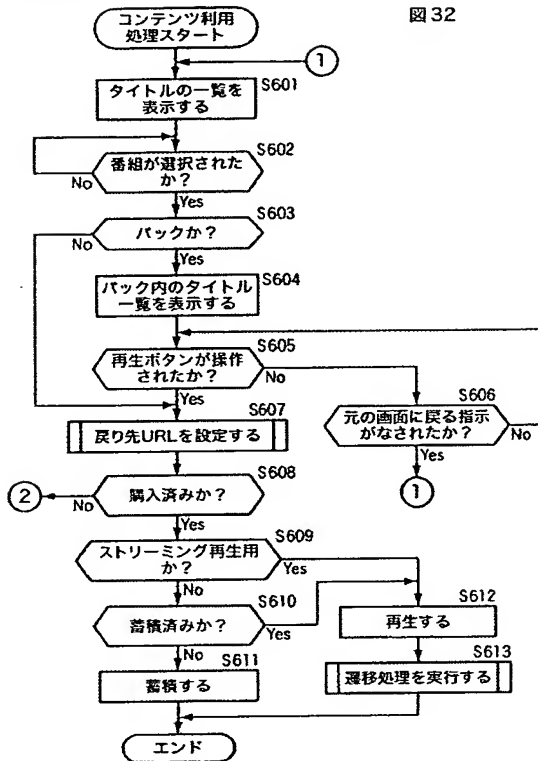 図32
コンテンツ利用
処理スタート
①
タイトルの一覧を
表示する
S601
番組が選択された
か？
S602
No
Yes
パックか？
S603
No
Yes
パック内のタイトル
一覧を表示する
S604
再生ボタンが操作
されたか？
S605
No
Yes
元の画面に戻る指示
がなされたか？
S606
No
Yes
①
戻り先URLを設定する
S607
購入済みか？
S608
②
No
Yes
ストリーミング再生用
か？
S609
Yes
No
蓄積済みか？
S610
Yes
No
蓄積する
S611
再生する
S612
遷移処理を実行する
S613
エンド